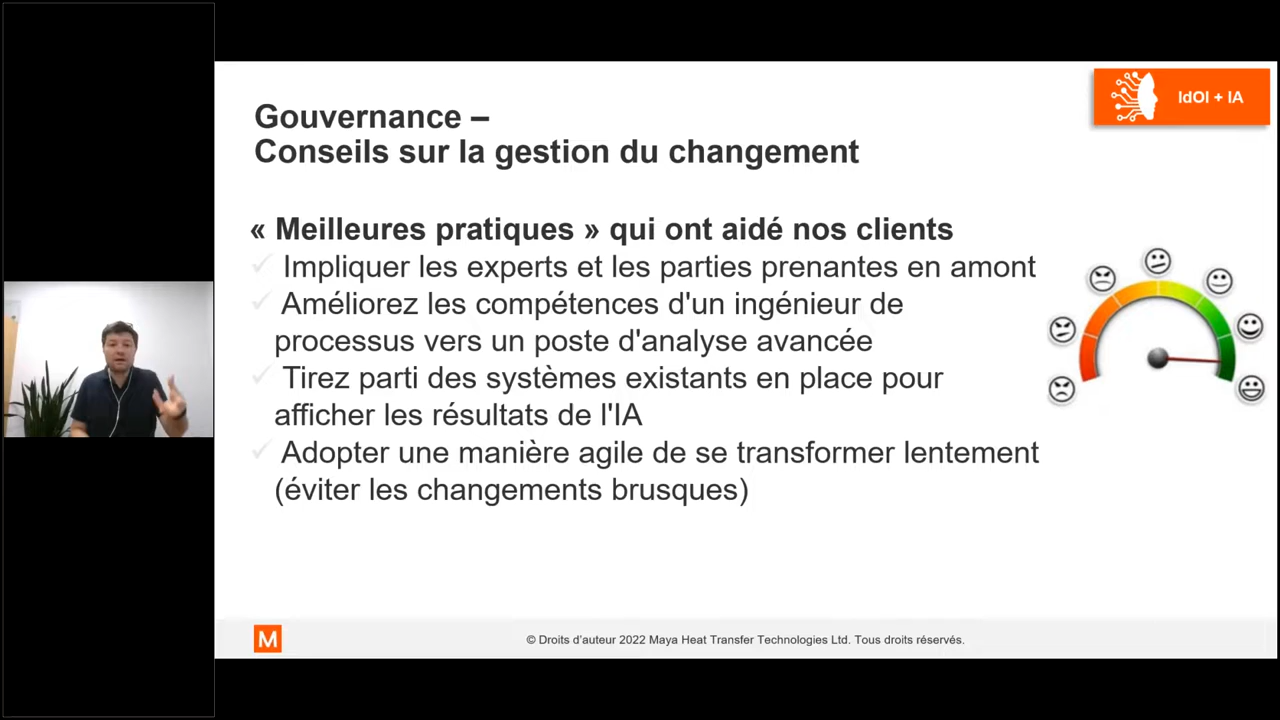 IdOI + IA
Gouvernance –
Conseils sur la gestion du changement
« Meilleures pratiques » qui ont aidé nos clients
✓ Impliquer les experts et les parties prenantes en amont
✓ Améliorez les compétences d'un ingénieur de
processus vers un poste d'analyse avancée
✓ Tirez parti des systèmes existants en place pour
afficher les résultats de l'IA
✓ Adopter une manière agile de se transformer lentement
(éviter les changements brusques)
M
© Droits d'auteur 2022 Maya Heat Transfer Technologies Ltd. Tous droits réservés.